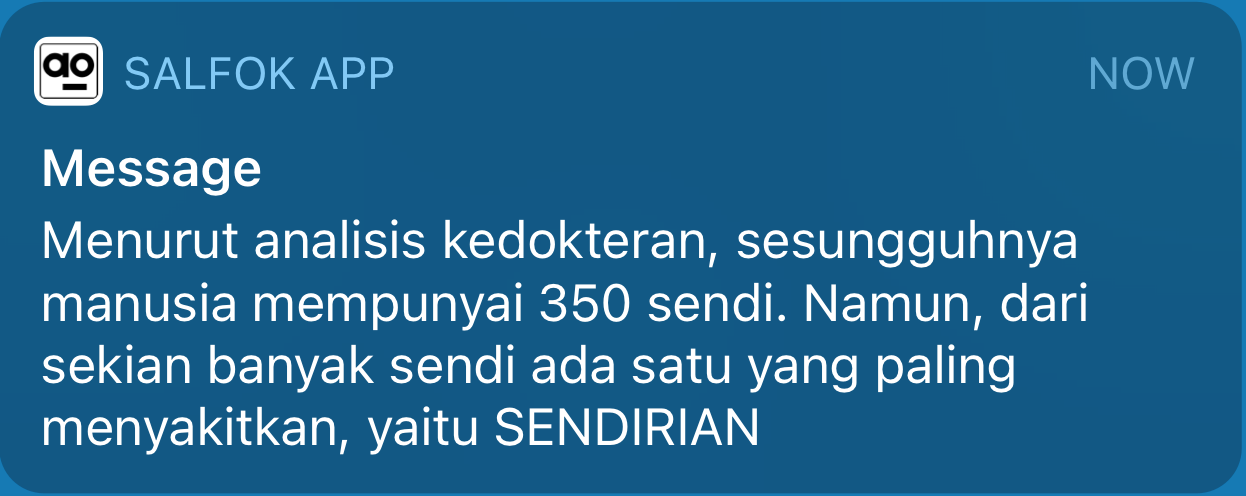 ao
SALFOK APP
NOW
Message
Menurut analisis kedokteran, sesungguhnya
manusia mempunyai 350 sendi. Namun, dari
sekian banyak sendi ada satu yang paling
menyakitkan, yaitu SENDIRIAN